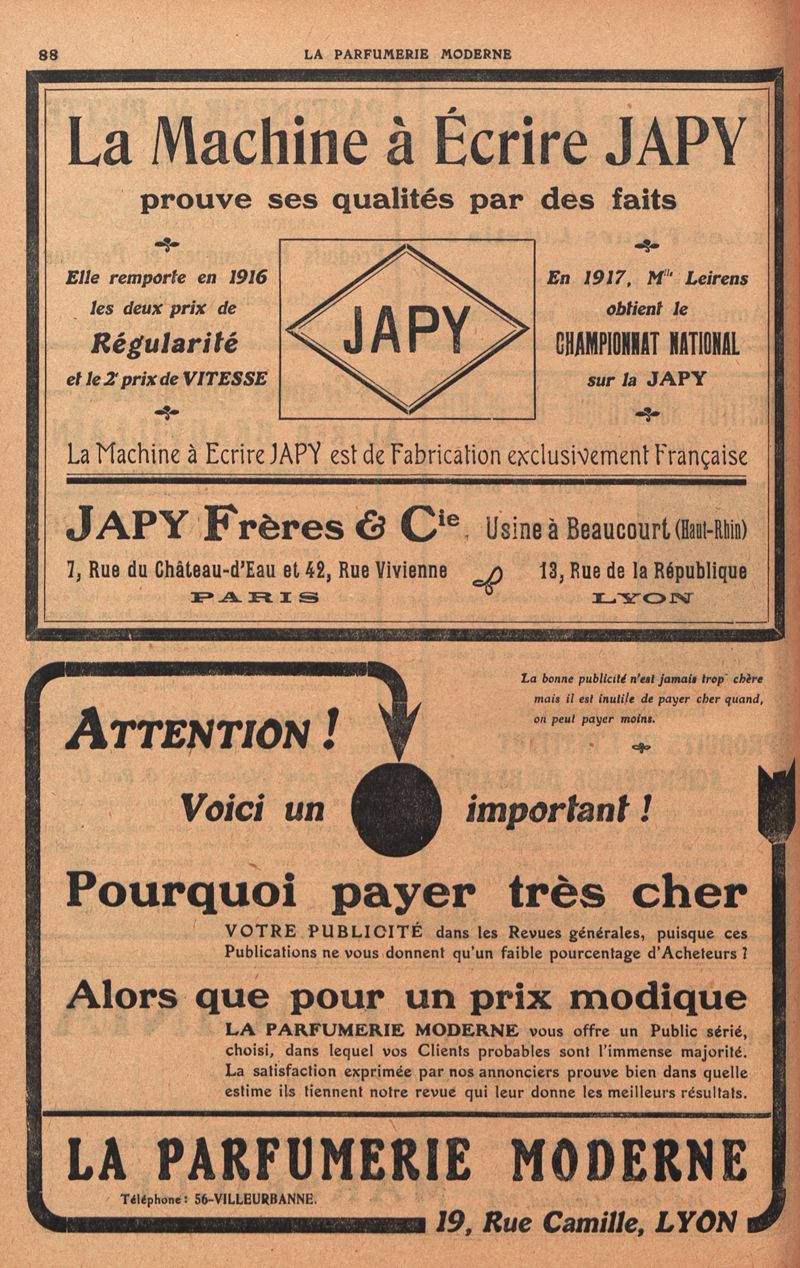 88
LA PARFUMERIE MODERNE
La Machine à Écrire JAPY
prouve ses qualités par des faits
Elle remporte en 1916
les deux prix de
Régularité
et le 2e prix de VITESSE
JAPY
En 1917, Mlle Leirens
obtient le
CHAMPIONNAT NATIONAL
sur la JAPY
La Machine à Ecrire JAPY est de Fabrication exclusivement Française
JAPY Frères & Cie. Usine à Beaucourt (Haut-Rhin)
7, Rue du Château-d'Eau et 42, Rue Vivienne
PARIS
13, Rue de la République
LYON
La bonne publicité n'est jamais trop chère
mais il est inutile de payer cher quand,
on peut payer moins.
ATTENTION !
Voici un important !
Pourquoi payer très cher
VOTRE PUBLICITÉ dans les Revues générales, puisque ces
Publications ne vous donnent qu'un faible pourcentage d'Acheteurs ?
Alors que pour un prix modique
LA PARFUMERIE MODERNE vous offre un Public sérié,
choisi, dans lequel vos Clients probables sont l'immense majorité.
La satisfaction exprimée par nos annonciers prouve bien dans quelle
estime ils tiennent notre revue qui leur donne les meilleurs résultats.
LA PARFUMERIE MODERNE
Téléphone : 56-VILLEURBANNE.
19, Rue Camille, LYON